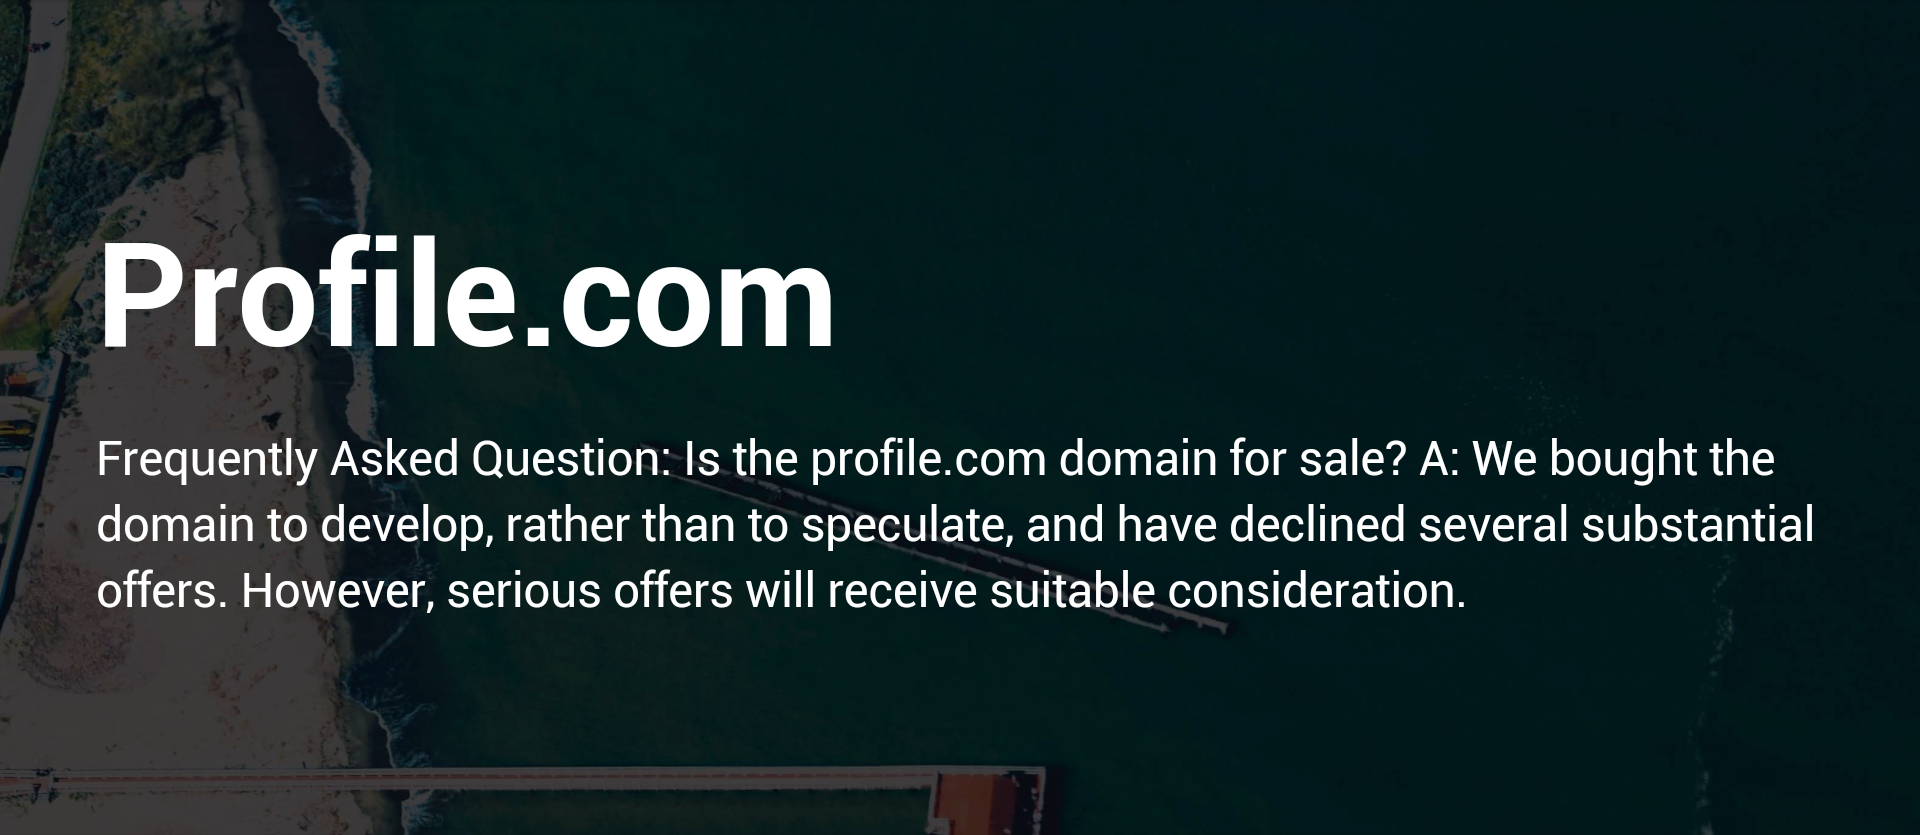 Profile.com
Frequently Asked Question: Is the profile.com domain for sale? A: We bought the
domain to develop, rather than to speculate, and have declined several substantial
offers. However, serious offers will receive suitable consideration.